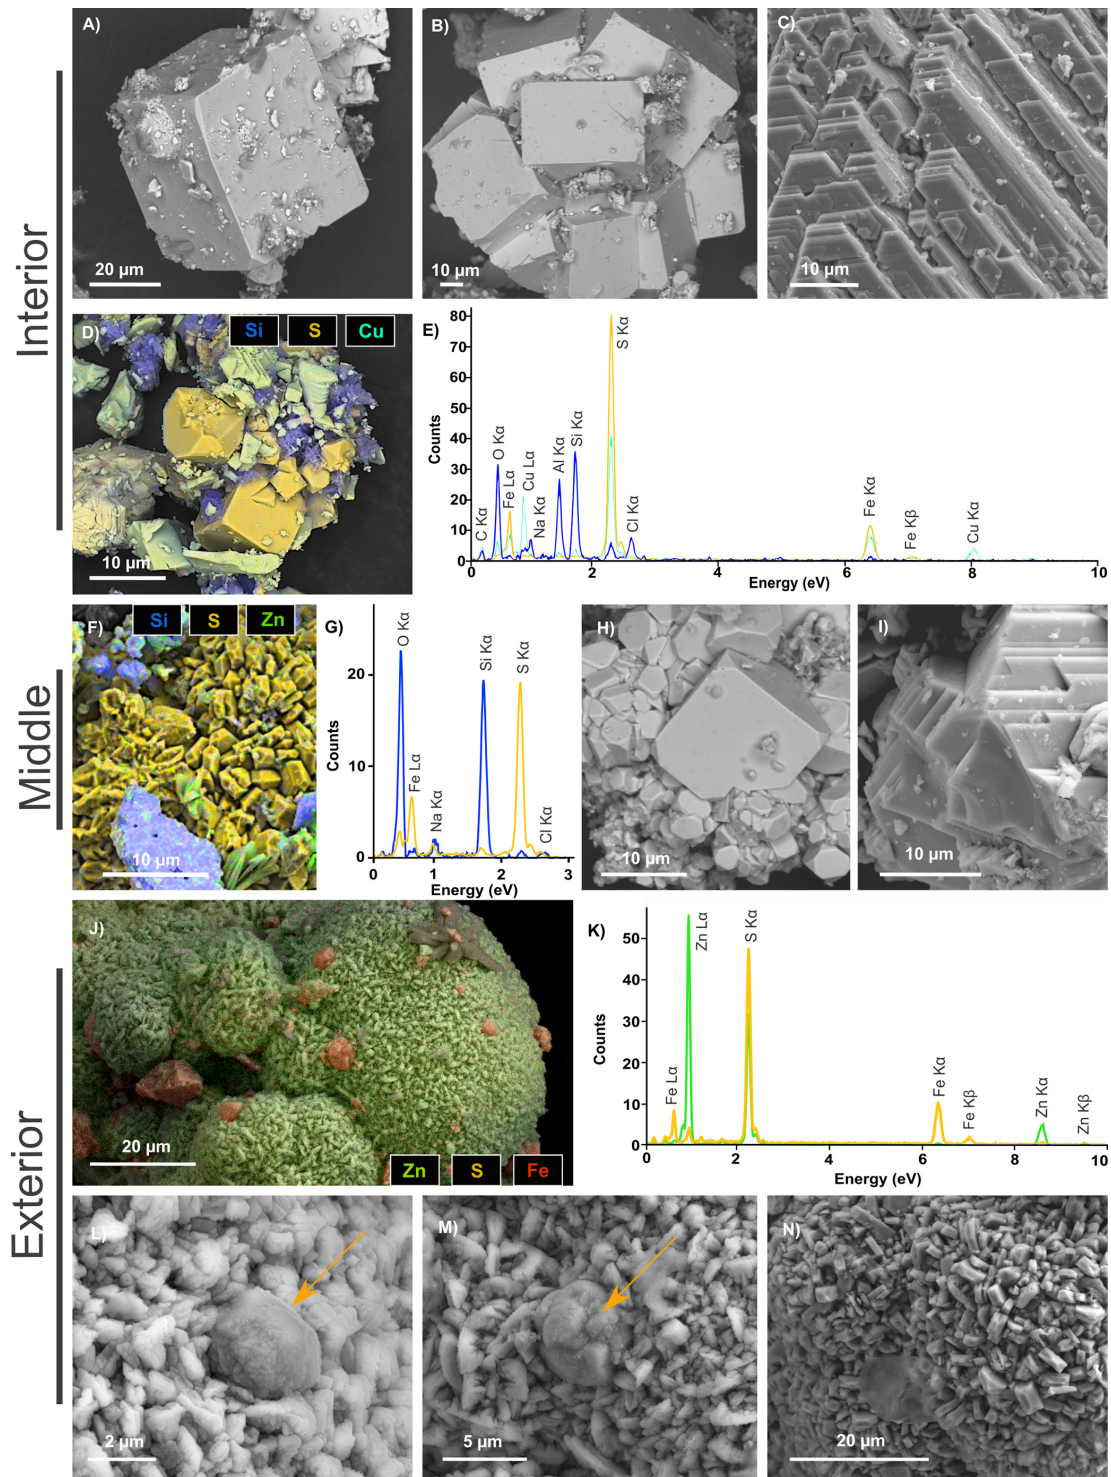 Interior
A)
20 µm
B)
10 µm
C)
10 µm
D)
Si
S
Cu
10 µm
E)
Counts
80
60
70
50
40
30
20
10
0
C Kα
O Kα
Fe Lα
Cu Lα
Na Kα
Al Kα
Si Kα
S Kα
Cl Kα
Fe Kα
Fe Kβ
Cu Kα
0
2
4
6
8
10
Energy (eV)
Middle
F)
Si
S
Zn
10 µm
G)
Counts
20
10
0
O Kα
Fe Lα
Na Kα
Si Kα
S Kα
Cl Kα
0
1
2
3
Energy (eV)
H)
10 µm
I)
10 µm
Exterior
J)
20 µm
Zn
S
Fe
K)
Counts
50
40
30
20
10
0
Fe Lα
Zn Lα
S Kα
Fe Kα
Fe Kβ
Zn Kα
Zn Kβ
0
2
4
6
8
10
Energy (eV)
L)
2 µm
M)
5 µm
N)
20 µm